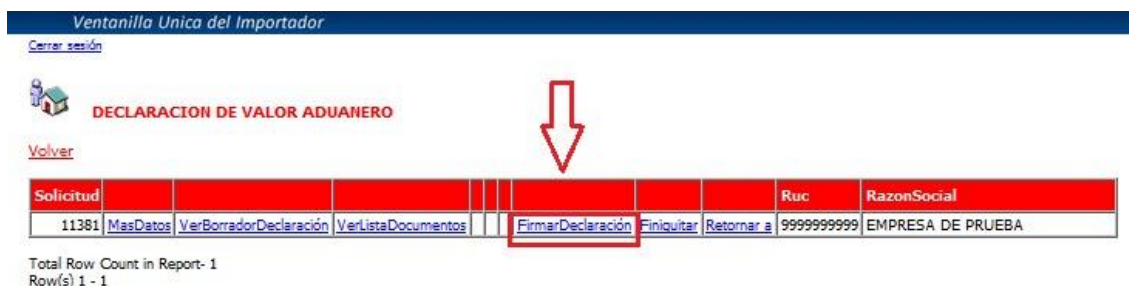 Ventanilla Unica del Importador
Cerrar sesión
DECLARACION DE VALOR ADUANERO
Volver
Solicitud Ruc RazonSocial
11381 MasDatos VerBorradorDeclaración VerListaDocumentos FirmarDeclaración Finiquitar Retornar a 9999999999 EMPRESA DE PRUEBA
Total Row Count in Report- 1
Row(s) 1 - 1